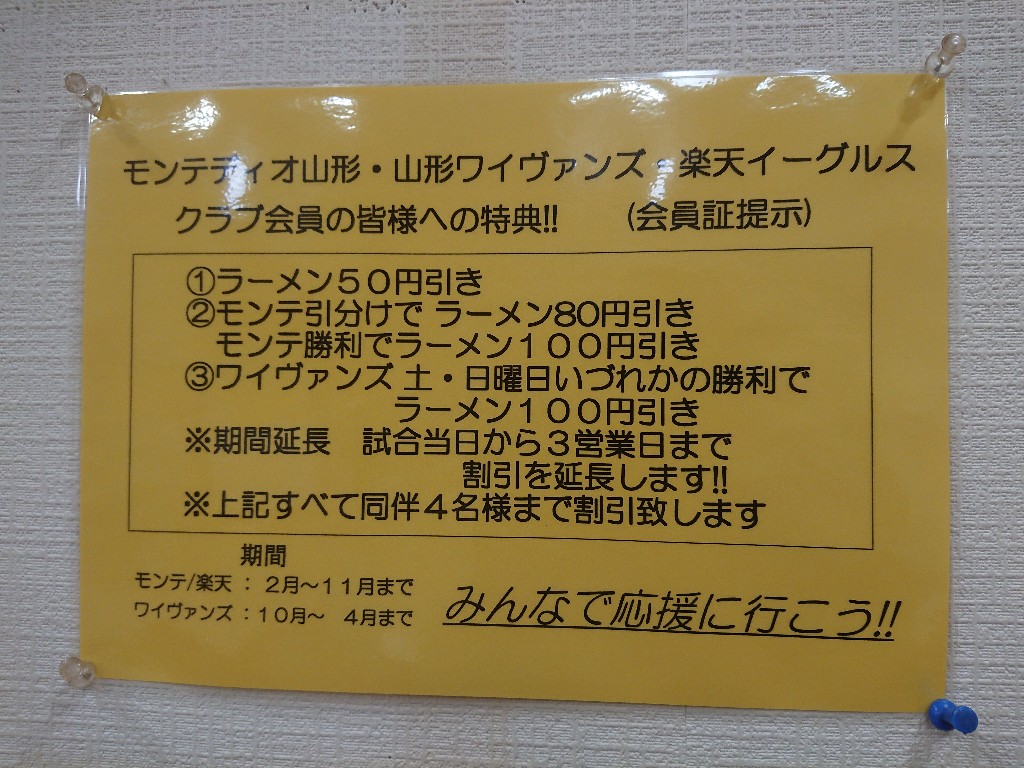 モンテディオ山形・山形ワイヴァンズ・楽天イーグルス
クラブ会員の皆様への特典!! (会員証提示)
①ラーメン５０円引き
②モンテ引分けで ラーメン80円引き
モンテ勝利でラーメン１００円引き
③ワイヴァンズ 土・日曜日いづれかの勝利で
ラーメン１００円引き
※期間延長 試合当日から３営業日まで
割引を延長します!!
※上記すべて同伴４名様まで割引致します
期間
モンテ/楽天 ： ２月～１１月まで
ワイヴァンズ ：１０月～ ４月まで
みんなで応援に行こう!!